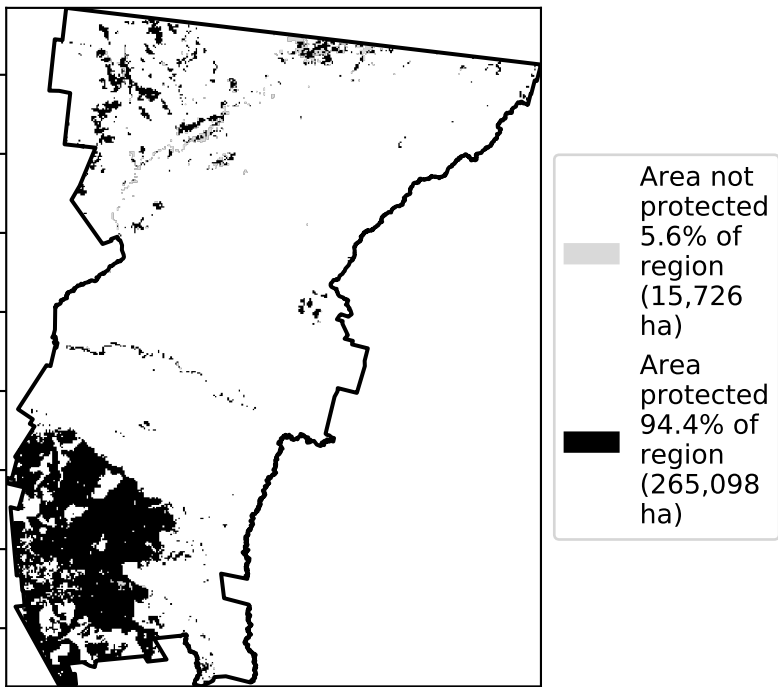 Area not
protected
5.6% of
region
(15,726
ha)
Area
protected
94.4% of
region
(265,098
ha)